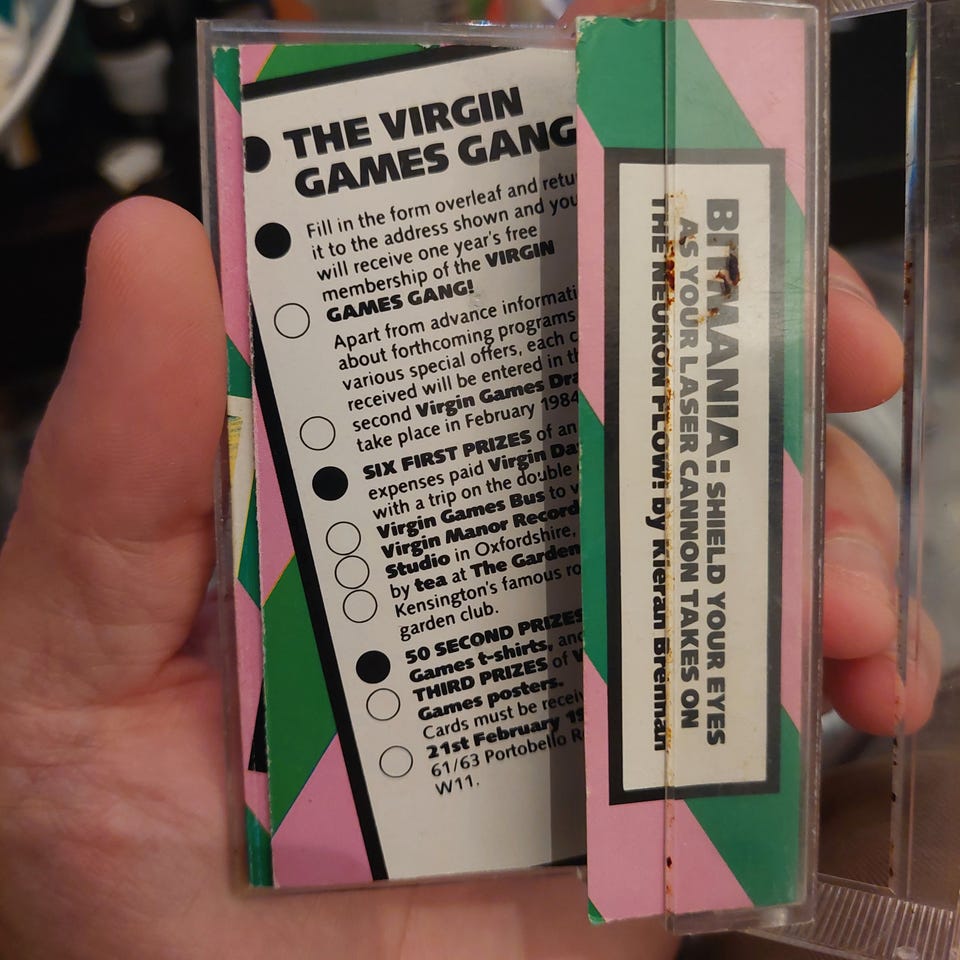 THE VIRGIN
GAMES GANG
Fill in the form overleaf and retu
it to the address shown and you
will receive one year's free
membership of the VIRGIN
GAMES GANG!
Apart from advance informati
about forthcoming programs
various special offers, each c
received will be entered in th
second Virgin Games Dra
take place in February 1984
SIX FIRST PRIZES of an
expenses paid Virgin Da
with a trip on the double
Virgin Games Bus to v
Virgin Manor Record
Studio in Oxfordshire,
by tea at The Garden
Kensington's famous ro
garden club.
50 SECOND PRIZES
Games t-shirts, and
THIRD PRIZES of V
Games posters.
Cards must be receiv
21st February 19
61/63 Portobello R
W11.
BITMANIA: SHIELD YOUR EYES
AS YOUR LASER CANNON TAKES ON
THE NEURON FLOW! by Kieran Brennan